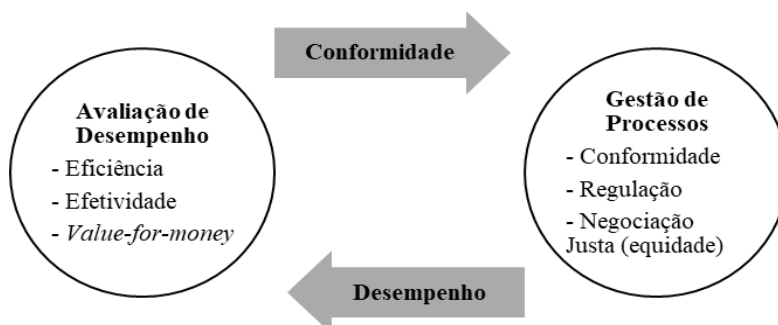 Conformidade
Avaliação de
Desempenho
- Eficiência
- Efetividade
- Value-for-money
Gestão de
Processos
- Conformidade
- Regulação
- Negociação
Justa (equidade)
Desempenho